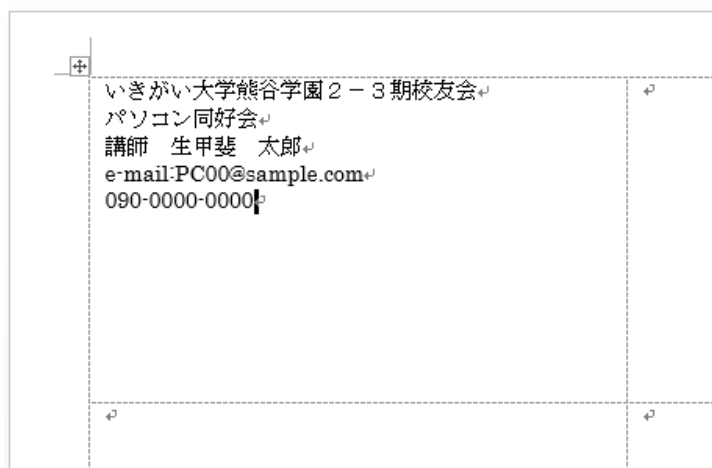 いきがい大学熊谷学園２－３期校友会
パソコン同好会
講師　生甲斐　太郎
e-mail:PC00@sample.com
090-0000-0000